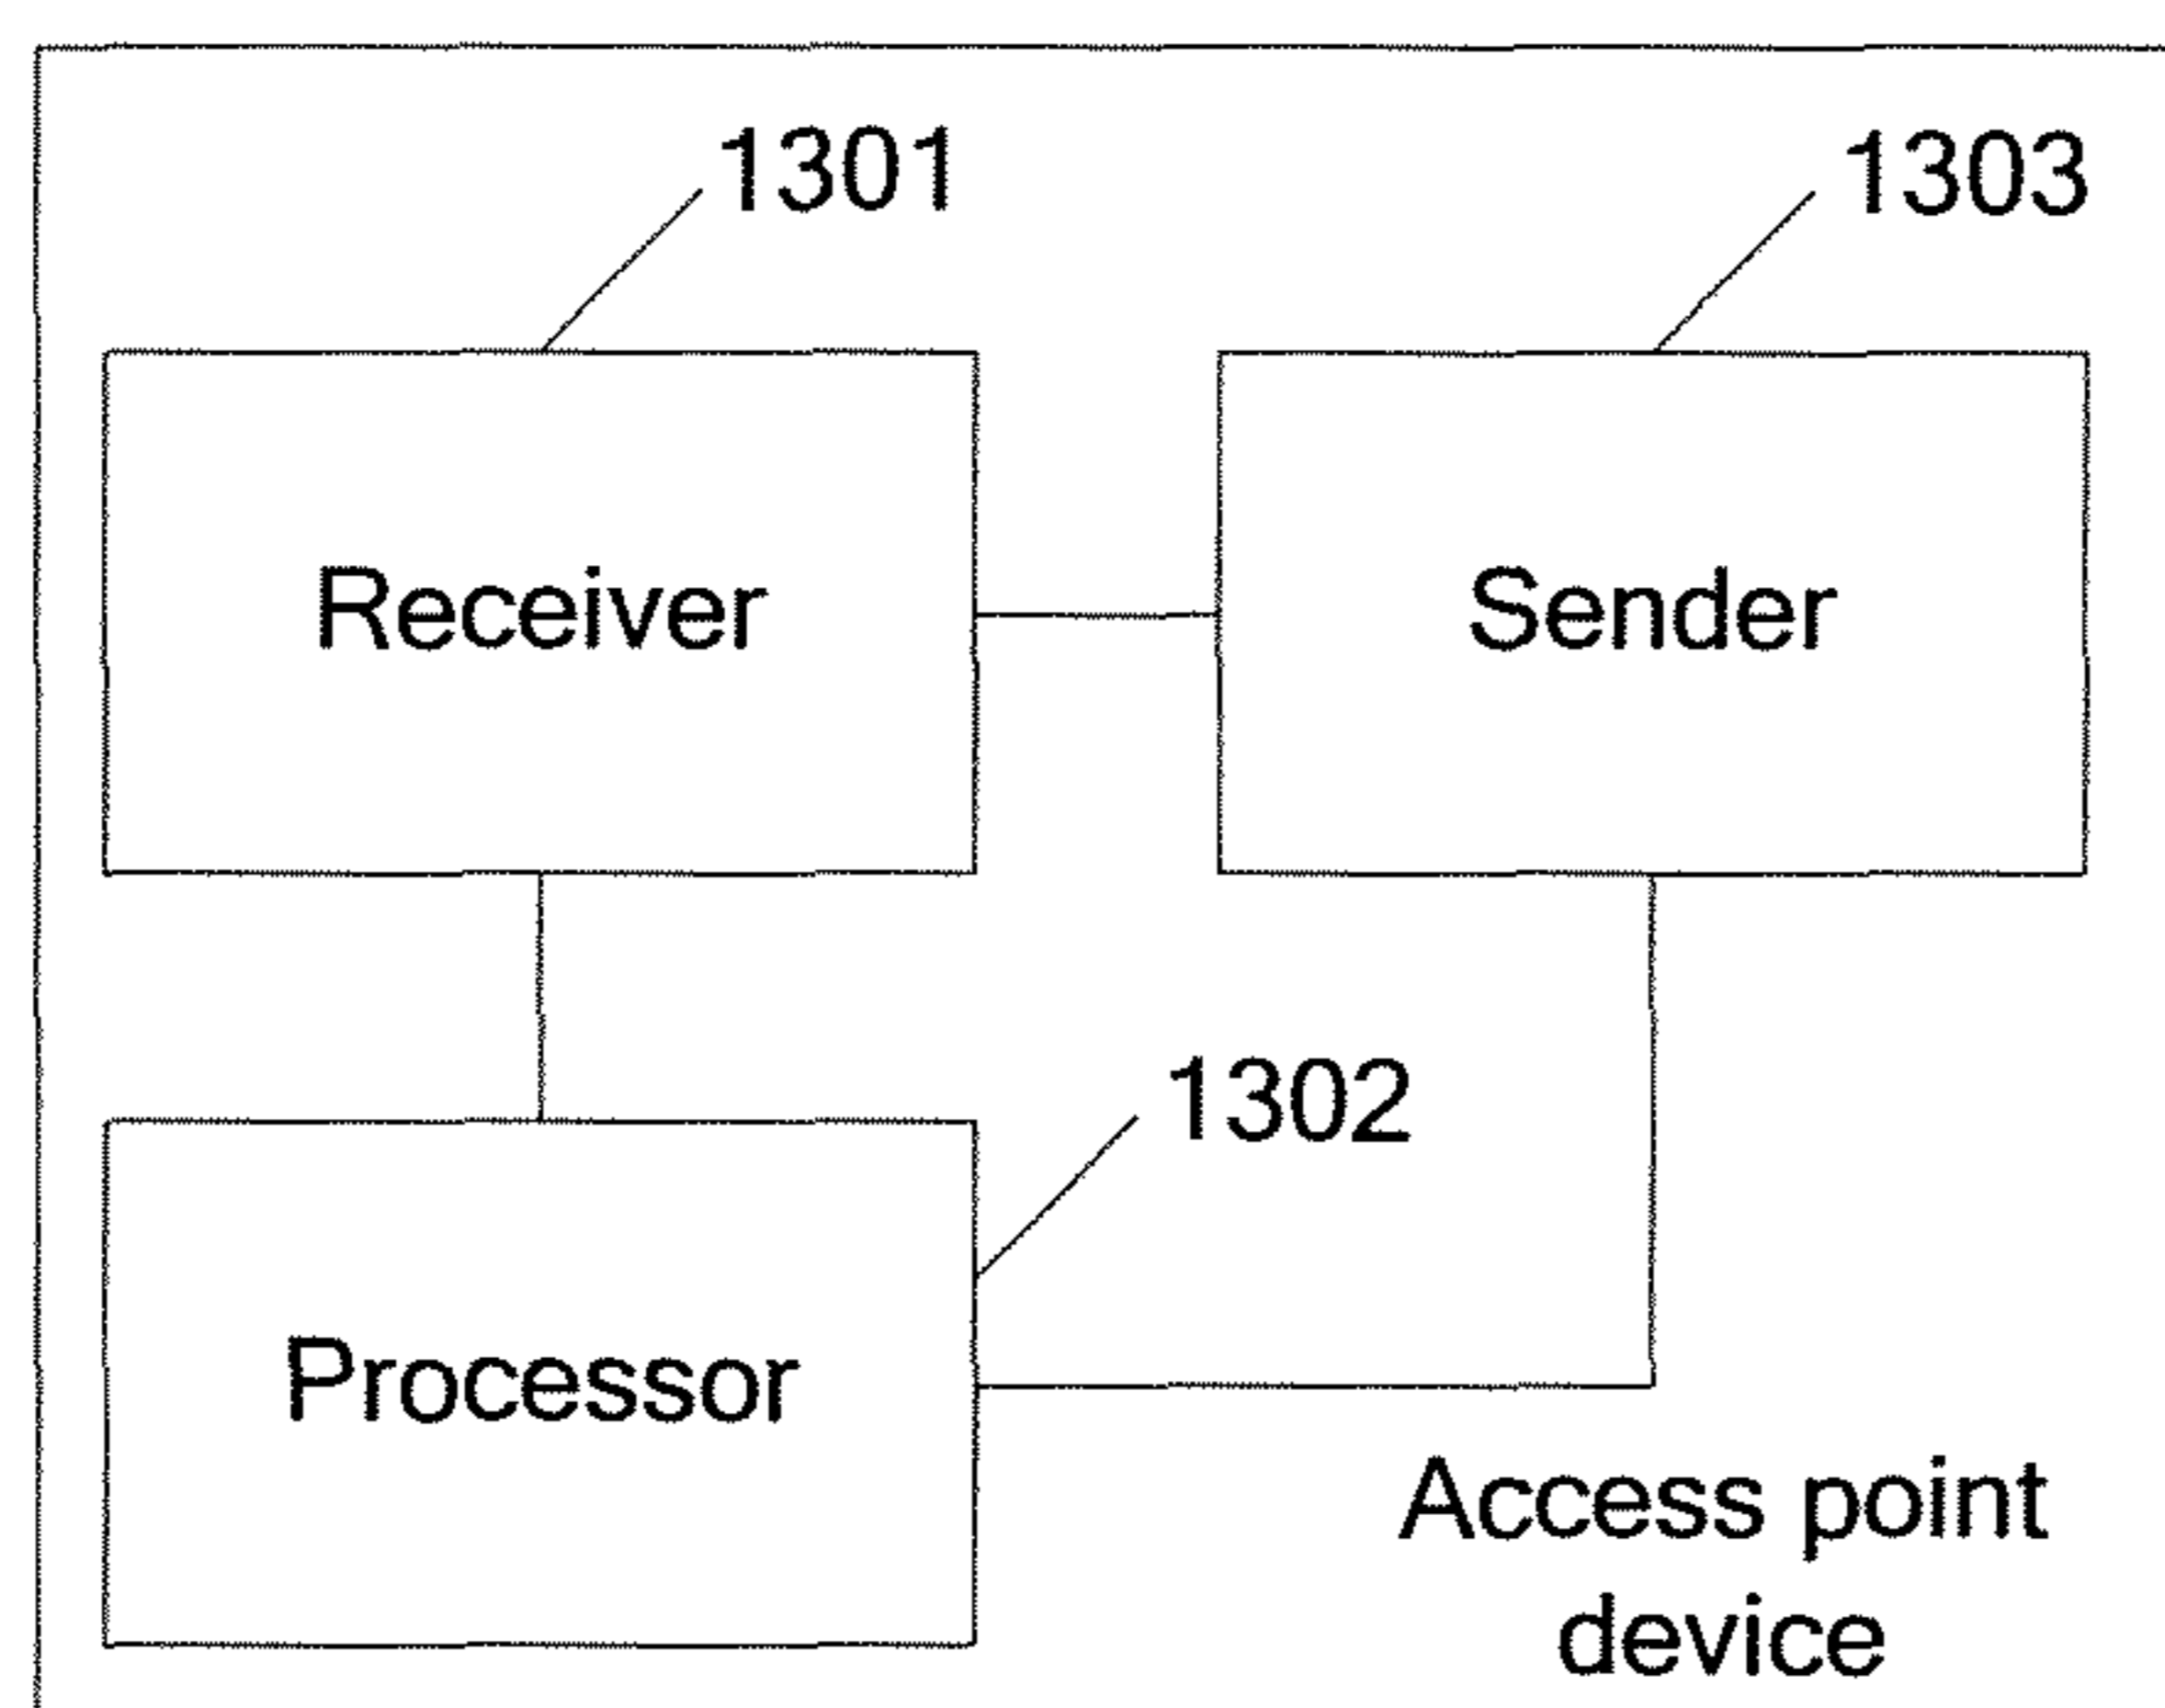 1301
1303
Receiver
Sender
1302
Processor
Access point
device